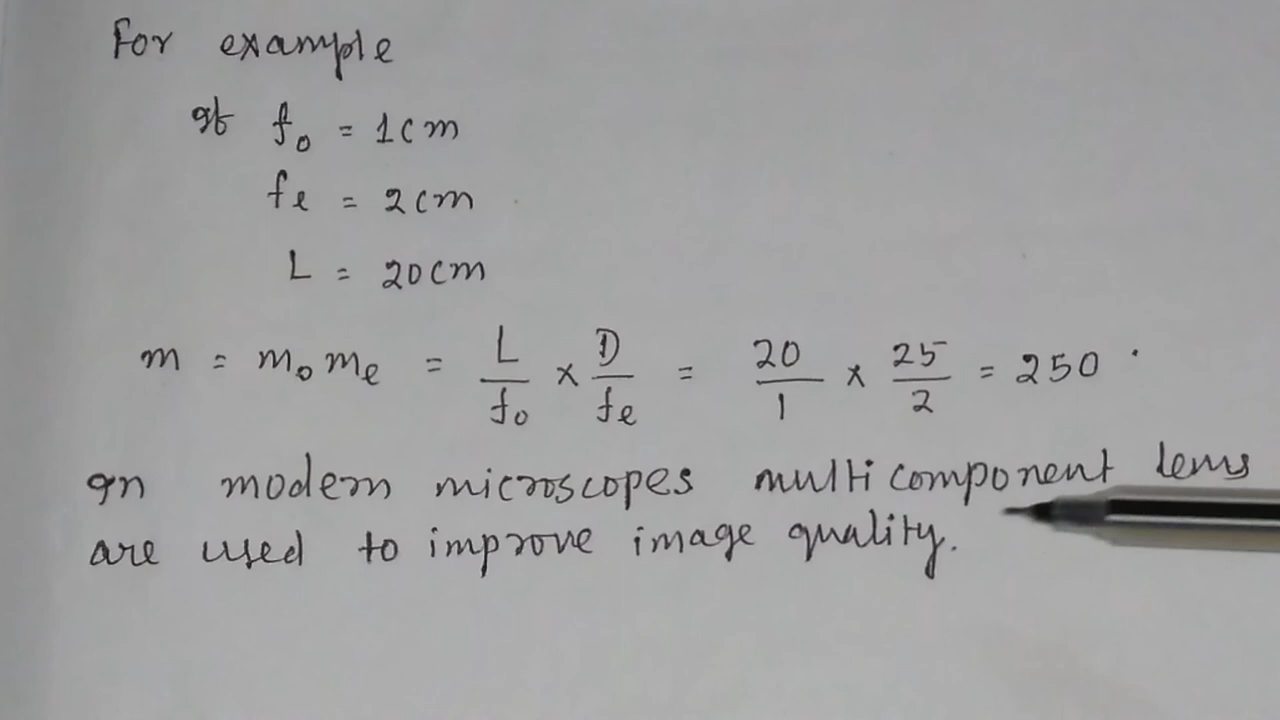 For example
If f₀ = 1cm
fe = 2cm
L = 20cm
m = m₀ me = L/f₀ × D/fe = 20/1 × 25/2 = 250 .
In modern microscopes multicomponent lens
are used to improve image quality.